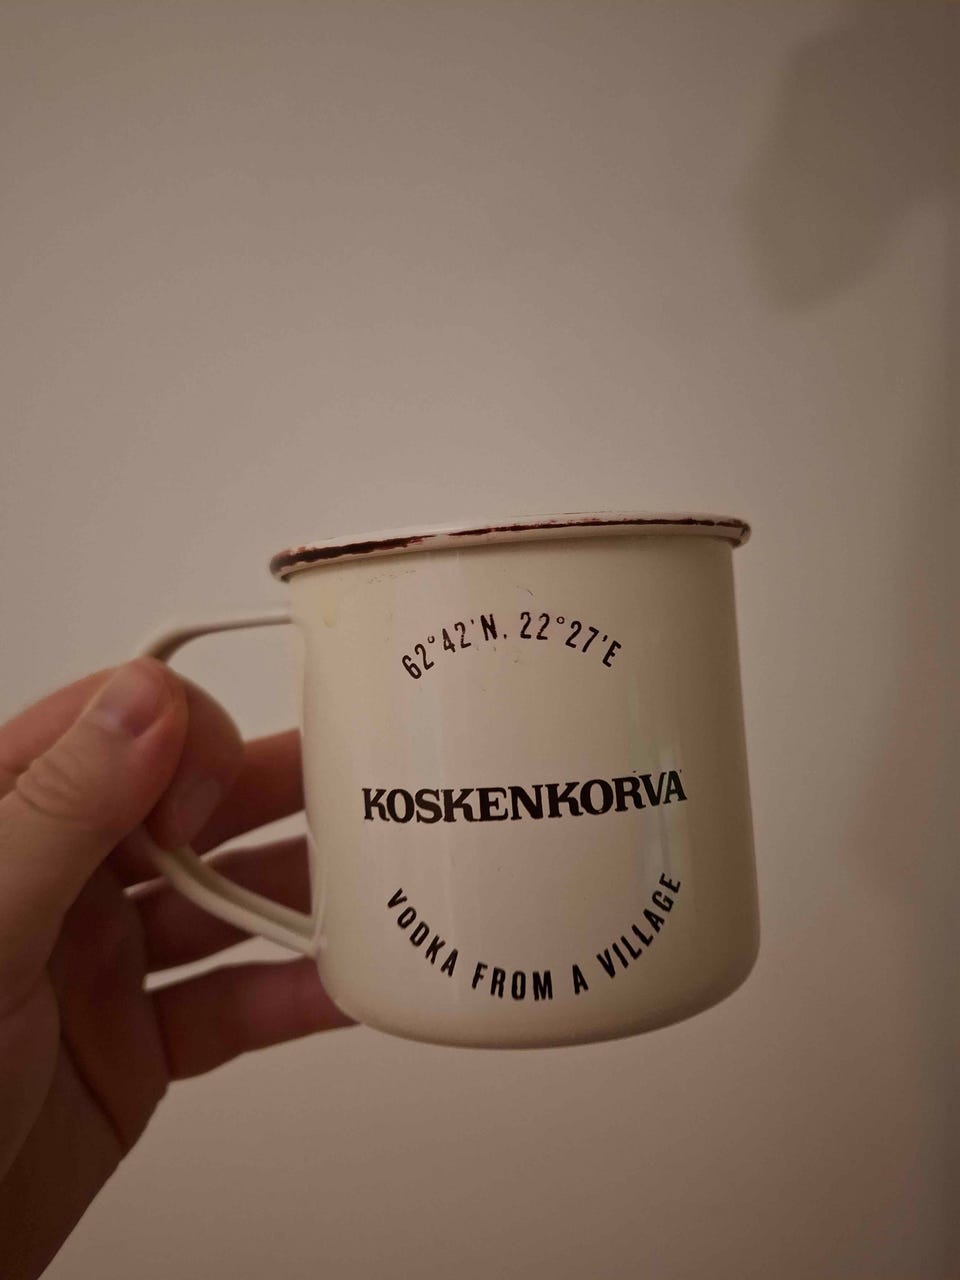 62°42'N, 22°27'E
KOSKENKORVA
VODKA FROM A VILLAGE